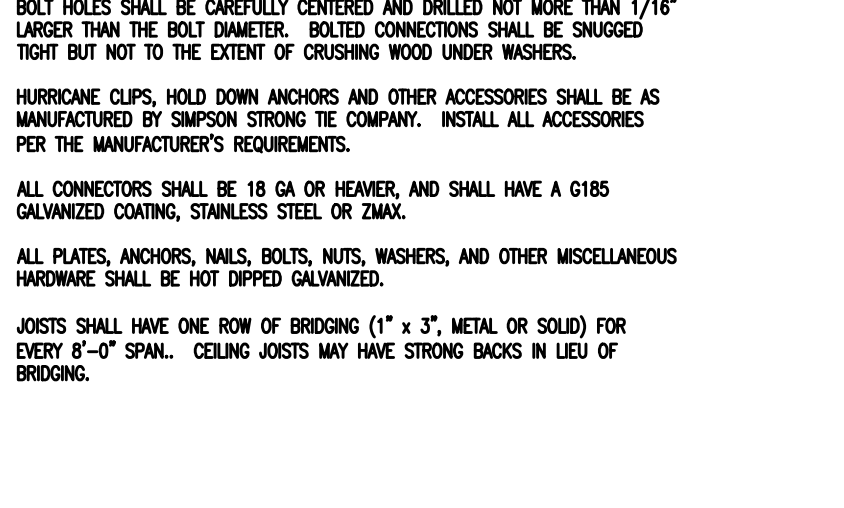 BOLT HOLES SHALL BE CAREFULLY CENTERED AND DRILLED NOT MORE THAN 1/16"
LARGER THAN THE BOLT DIAMETER. BOLTED CONNECTIONS SHALL BE SNUGGED
TIGHT BUT NOT TO THE EXTENT OF CRUSHING WOOD UNDER WASHERS.
HURRICANE CLIPS, HOLD DOWN ANCHORS AND OTHER ACCESSORIES SHALL BE AS
MANUFACTURED BY SIMPSON STRONG TIE COMPANY. INSTALL ALL ACCESSORIES
PER THE MANUFACTURER'S REQUIREMENTS.
ALL CONNECTORS SHALL BE 18 GA OR HEAVIER, AND SHALL HAVE A G185
GALVANIZED COATING, STAINLESS STEEL OR ZMAX.
ALL PLATES, ANCHORS, NAILS, BOLTS, NUTS, WASHERS, AND OTHER MISCELLANEOUS
HARDWARE SHALL BE HOT DIPPED GALVANIZED.
JOISTS SHALL HAVE ONE ROW OF BRIDGING (1" x 3", METAL OR SOLID) FOR
EVERY 8'-0" SPAN.. CEILING JOISTS MAY HAVE STRONG BACKS IN LIEU OF
BRIDGING.